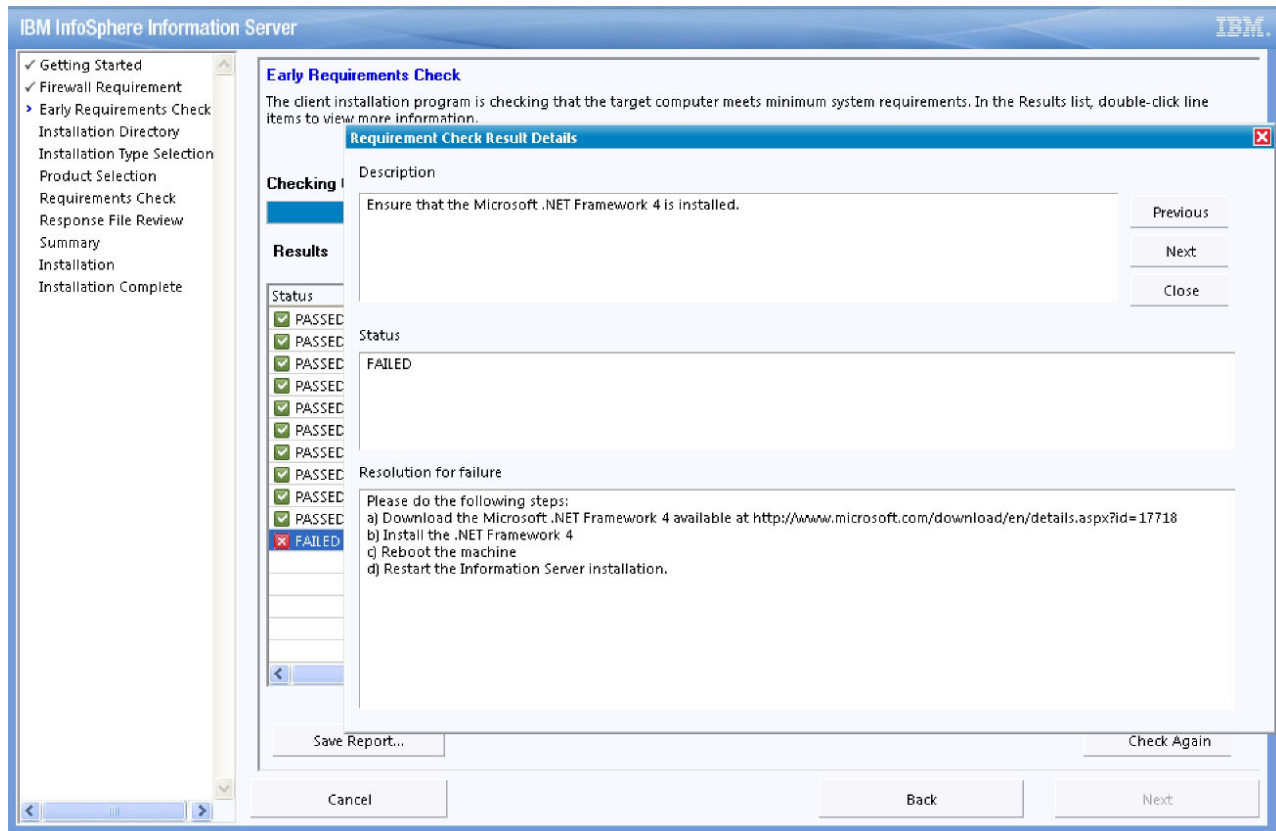 IBM InfoSphere Information Server
IBM.
Getting Started
Firewall Requirement
Early Requirements Check
Installation Directory
Installation Type Selection
Product Selection
Requirements Check
Response File Review
Summary
Installation
Installation Complete
Early Requirements Check
The client installation program is checking that the target computer meets minimum system requirements. In the Results list, double-click line
items to view more information.
Checking
Results
Status
PASSED
PASSED
PASSED
PASSED
PASSED
PASSED
PASSED
PASSED
PASSED
PASSED
FAILED
Requirement Check Result Details
Description
Ensure that the Microsoft .NET Framework 4 is installed.
Previous
Next
Close
Status
FAILED
Resolution for failure
Please do the following steps:
a) Download the Microsoft .NET Framework 4 available at http://www.microsoft.com/download/en/details.aspx?id=17718
b) Install the .NET Framework 4
c) Reboot the machine
d) Restart the Information Server installation.
Save Report...
Check Again
Cancel
Back
Next